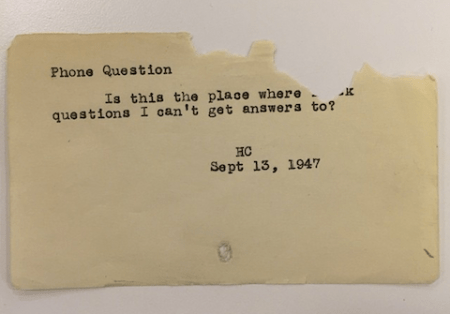 Phone Question
Is this the place where
questions I can't get answers to?
HC
Sept 13, 1947